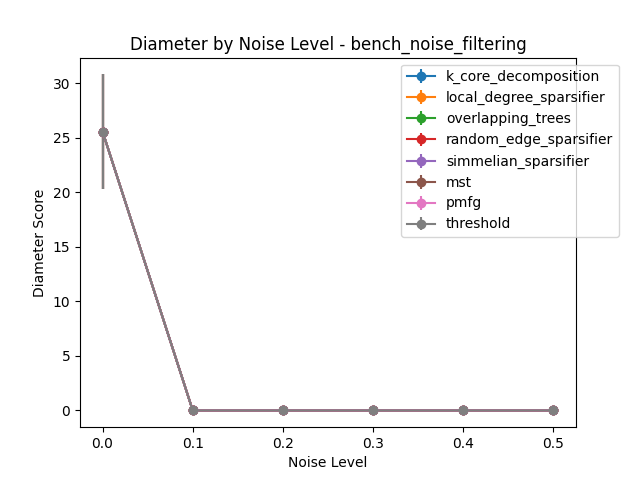 Diameter by Noise Level - bench_noise_filtering
Diameter Score
30
25
20
15
10
5
0
k_core_decomposition
local_degree_sparsifier
overlapping_trees
random_edge_sparsifier
simmelian_sparsifier
mst
pmfg
threshold
0.0 0.1 0.2 0.3 0.4 0.5
Noise Level